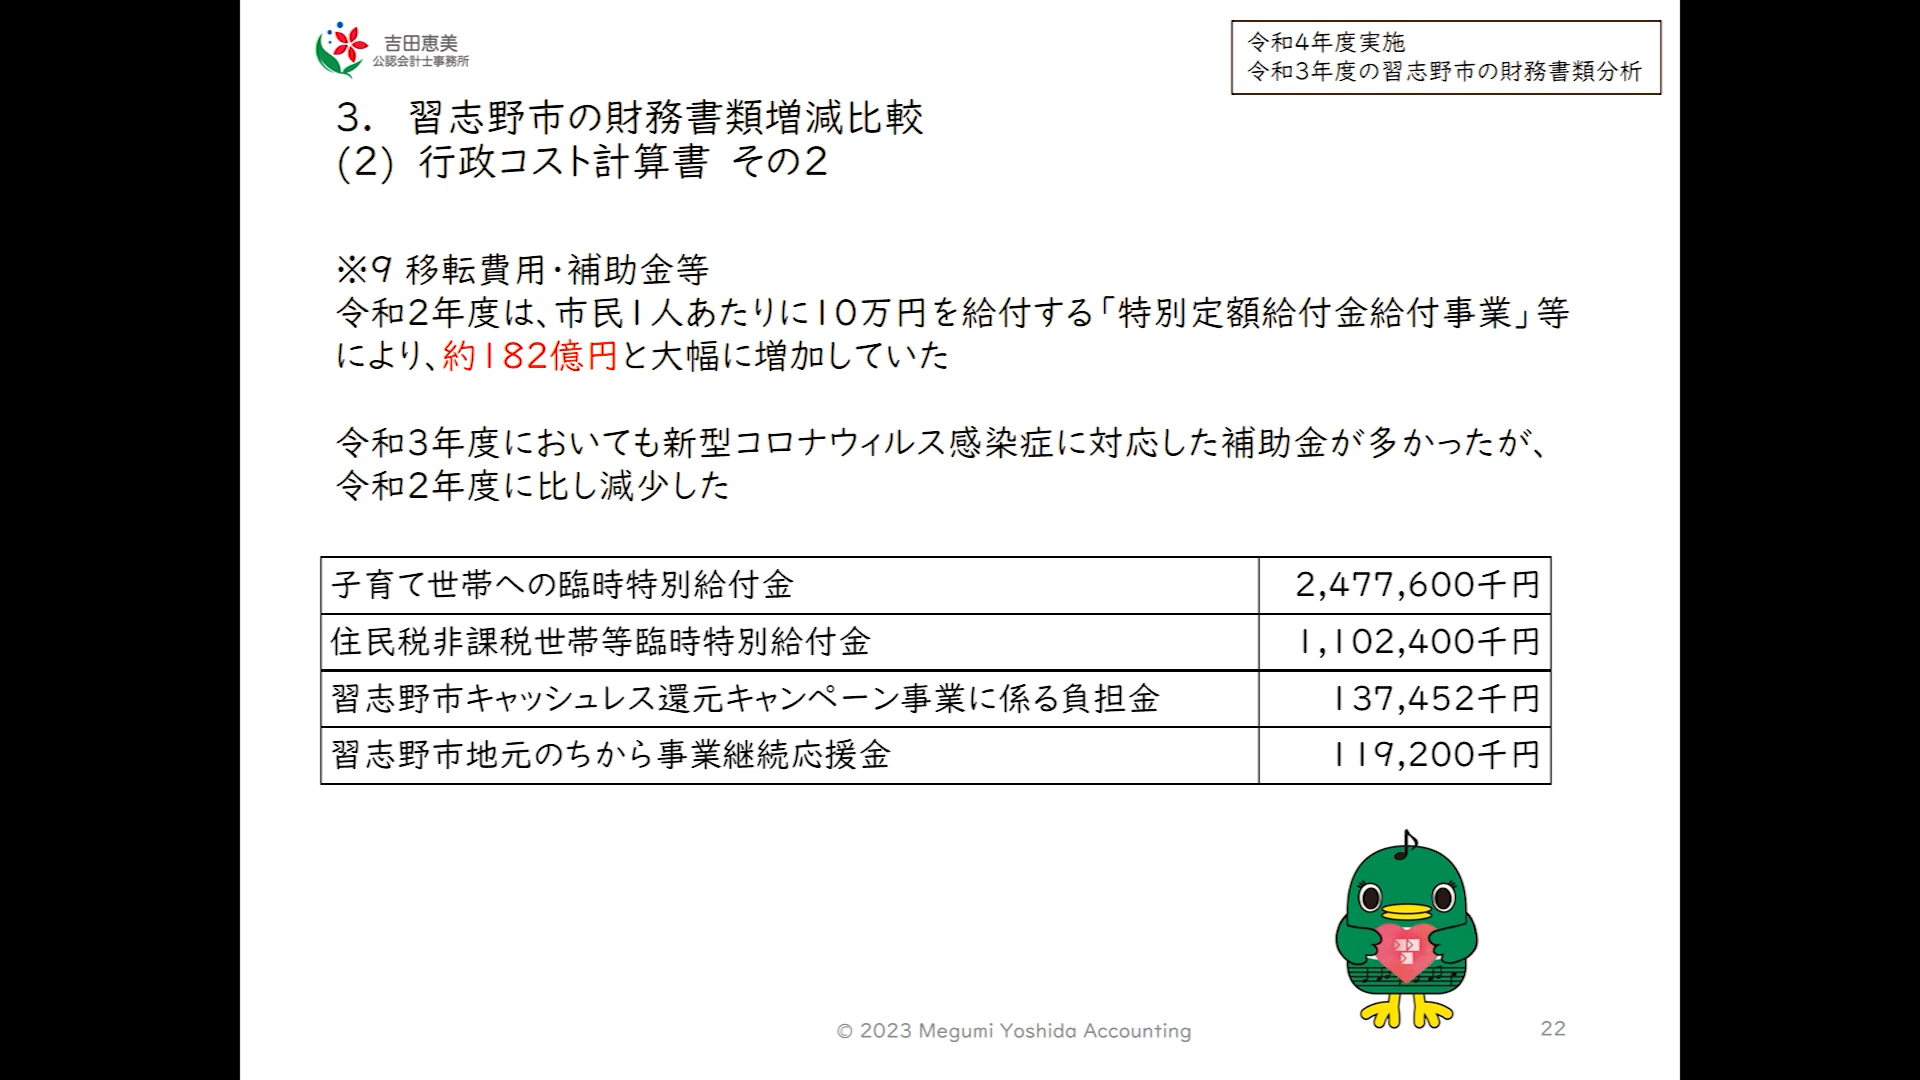 吉田恵美
公認会計士事務所
令和4年度実施
令和3年度の習志野市の財務書類分析
3. 習志野市の財務書類増減比較
(2) 行政コスト計算書 その2
※9 移転費用・補助金等
令和2年度は、市民1人あたりに10万円を給付する「特別定額給付金給付事業」等
により、約182億円と大幅に増加していた
令和3年度においても新型コロナウィルス感染症に対応した補助金が多かったが、
令和2年度に比し減少した
子育て世帯への臨時特別給付金 2,477,600千円
住民税非課税世帯等臨時特別給付金 1,102,400千円
習志野市キャッシュレス還元キャンペーン事業に係る負担金 137,452千円
習志野市地元のちから事業継続応援金 119,200千円
© 2023 Megumi Yoshida Accounting
22